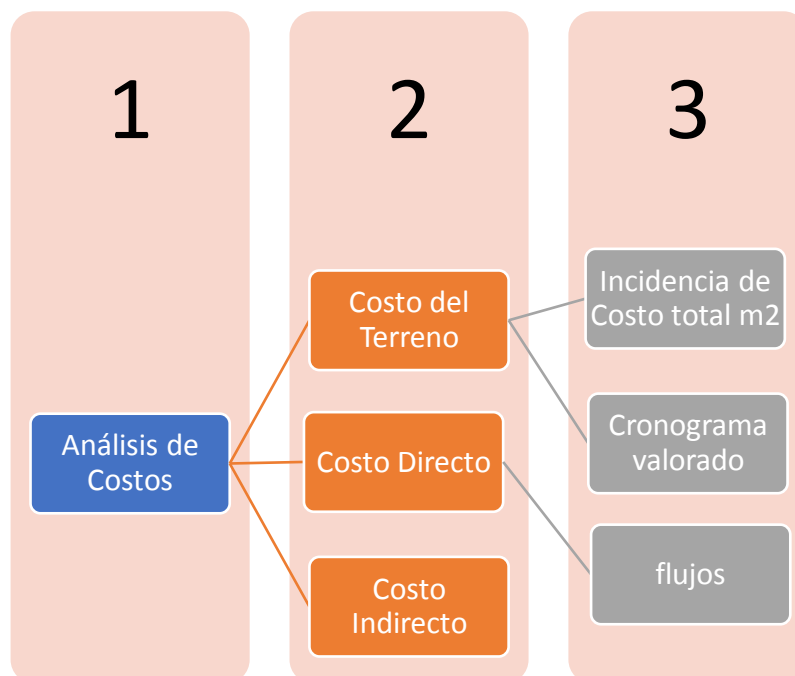 1
2
3
Análisis de
Costos
Costo del
Terreno
Costo Directo
Costo
Indirecto
Incidencia de
Costo total m2
Cronograma
valorado
flujos